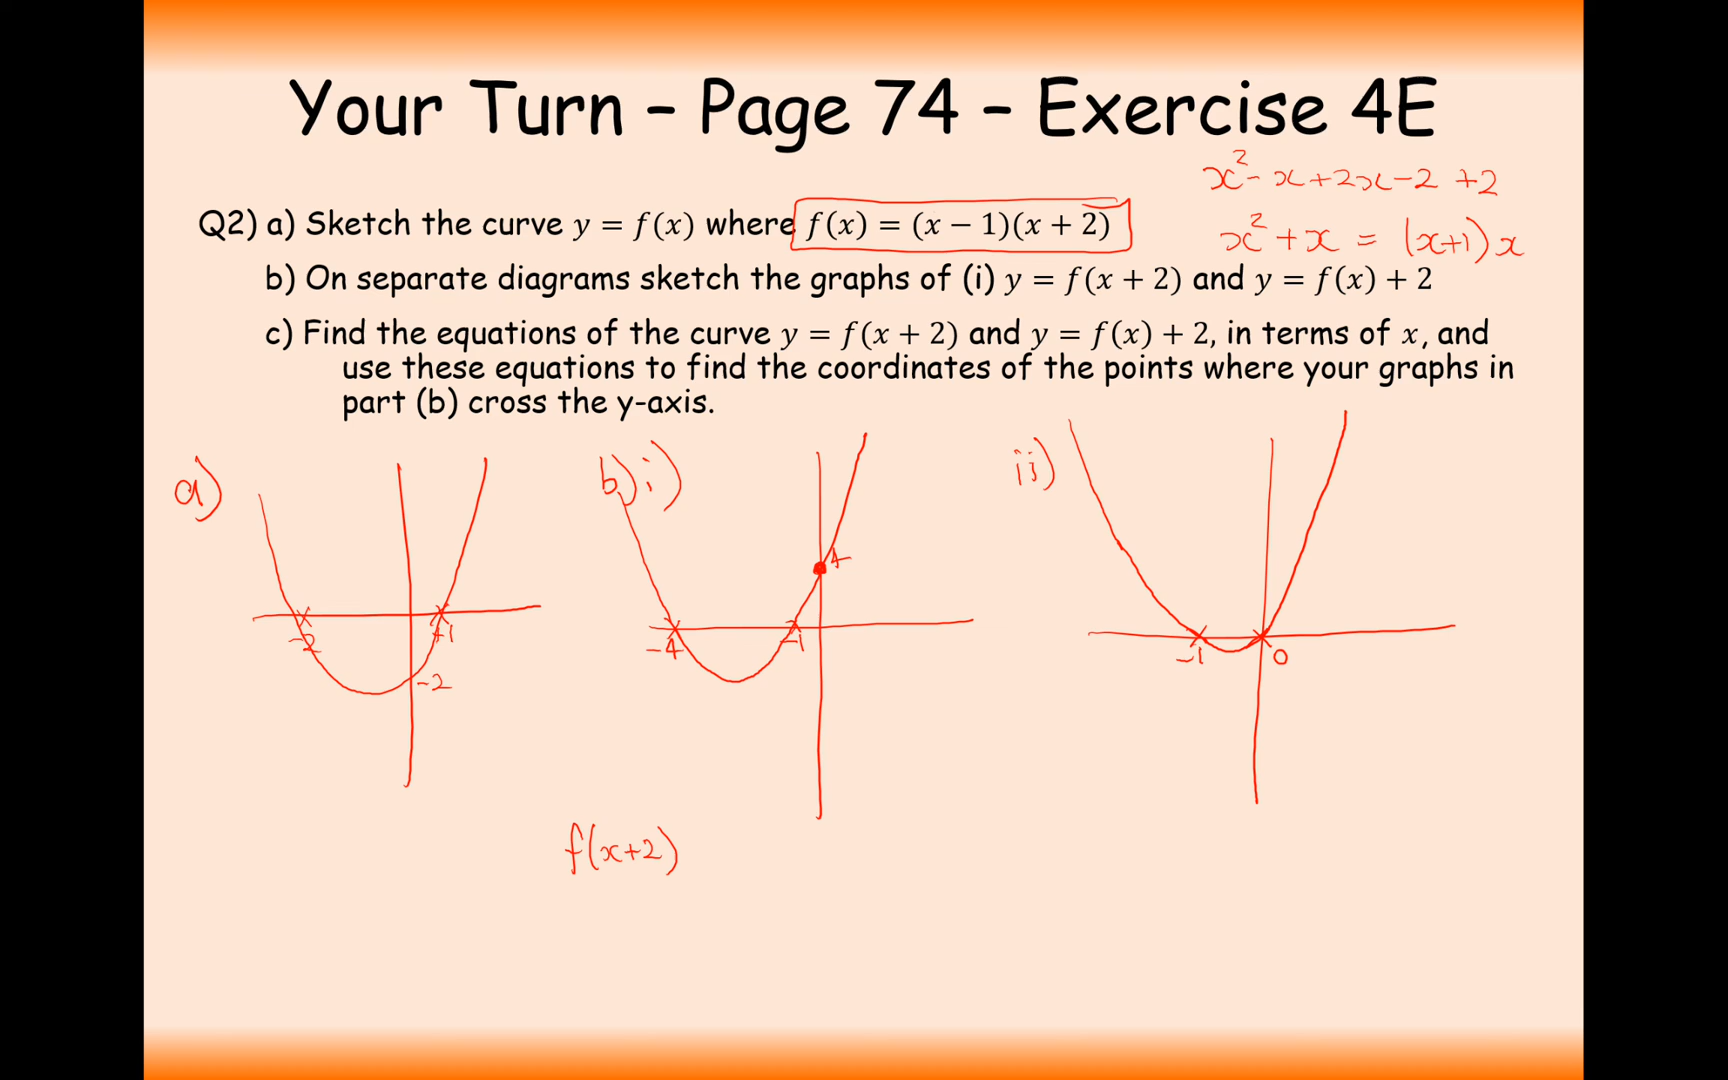 Your Turn – Page 74 – Exercise 4E
x² - x + 2x - 2 + 2
Q2) a) Sketch the curve y = f(x) where f(x) = (x − 1)(x + 2)
x² + x = (x+1)x
b) On separate diagrams sketch the graphs of (i) y = f(x + 2) and y = f(x) + 2
c) Find the equations of the curve y = f(x + 2) and y = f(x) + 2, in terms of x, and
use these equations to find the coordinates of the points where your graphs in
part (b) cross the y-axis.
a)
-2
+1
-2
b) i)
4
-4
-1
ii)
-1
0
f(x+2)